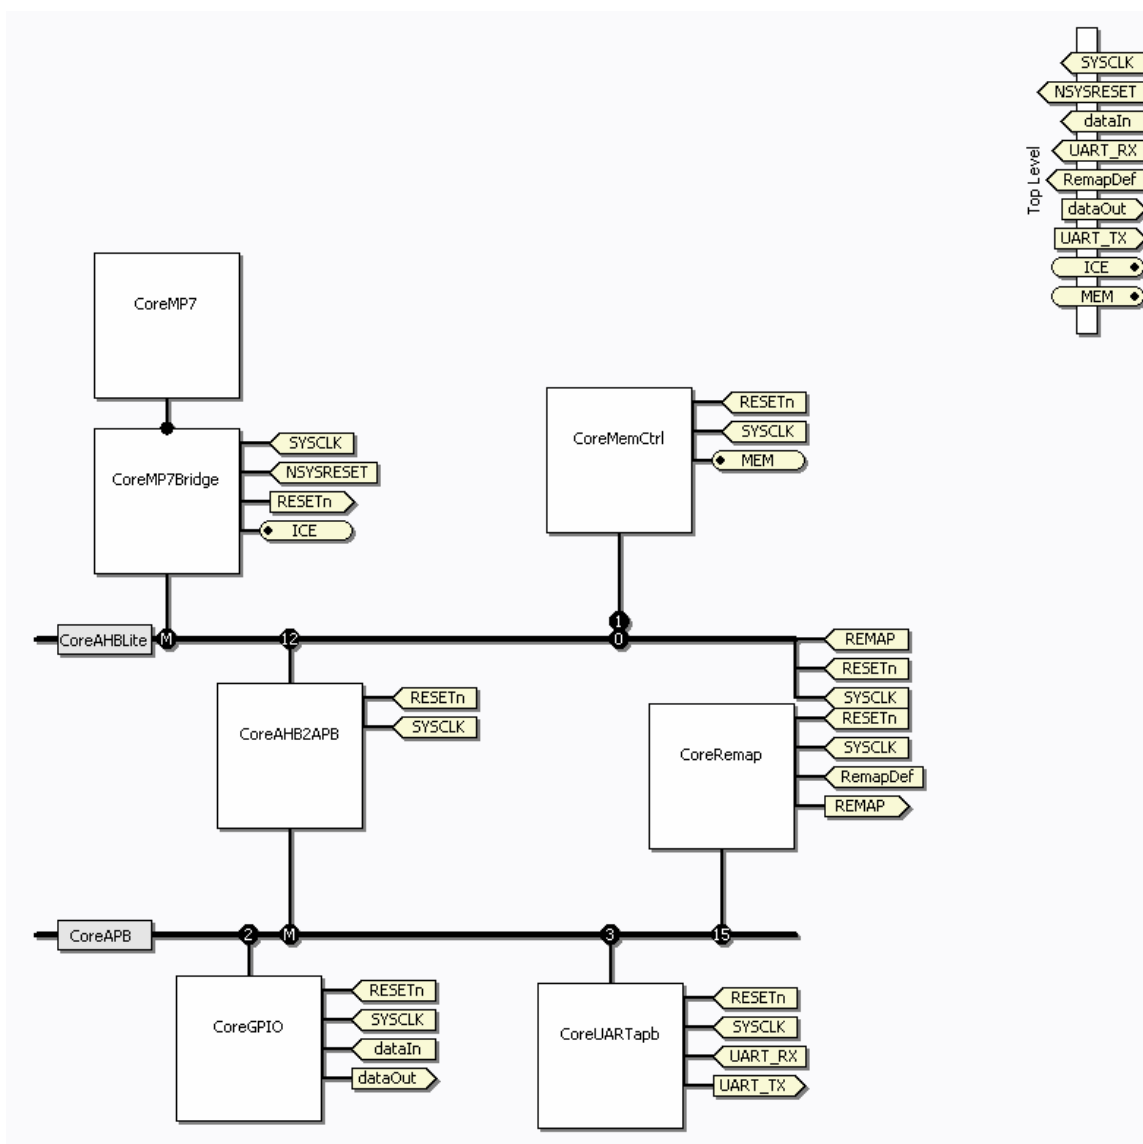 SYSCLK
NSYSRESET
dataIn
UART_RX
RemapDef
dataOut
UART_TX
ICE
MEM
Top Level
CoreMP7
CoreMP7Bridge
SYSCLK
NSYSRESET
RESETn
ICE
CoreMemCtrl
RESETn
SYSCLK
MEM
CoreAHBLite
M
12
1
0
REMAP
RESETn
SYSCLK
CoreAHB2APB
RESETn
SYSCLK
CoreRemap
RESETn
SYSCLK
RemapDef
REMAP
CoreAPB
2
M
3
15
CoreGPIO
RESETn
SYSCLK
dataIn
dataOut
CoreUARTapb
RESETn
SYSCLK
UART_RX
UART_TX